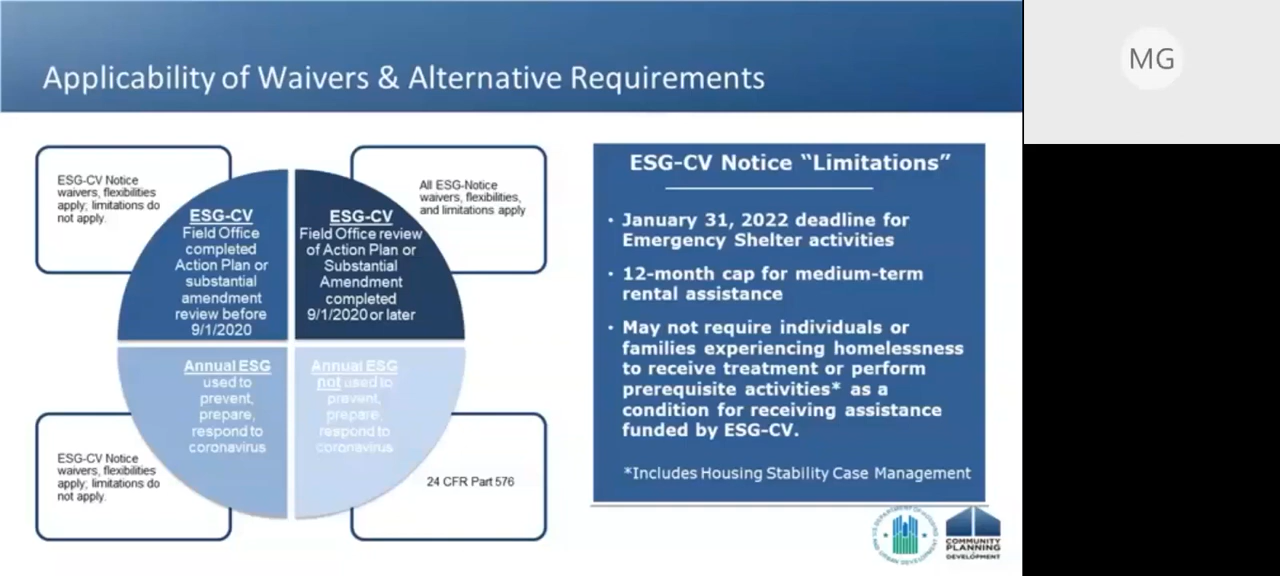 Applicability of Waivers & Alternative Requirements
MG
ESG-CV Notice
waivers, flexibilities
apply; limitations do
not apply.
ESG-CV
Field Office
completed
Action Plan or
substantial
amendment
review before
9/1/2020
ESG-CV
Field Office review
of Action Plan or
Substantial
Amendment
completed
9/1/2020 or later
All ESG-Notice
waivers, flexibilities,
and limitations apply
Annual ESG
used to
prevent,
prepare,
respond to
coronavirus
Annual ESG
not used to
prevent,
prepare,
respond to
coronavirus
ESG-CV Notice
waivers, flexibilities
apply; limitations do
not apply.
24 CFR Part 576
ESG-CV Notice “Limitations”
• January 31, 2022 deadline for
Emergency Shelter activities
• 12-month cap for medium-term
rental assistance
• May not require individuals or
families experiencing homelessness
to receive treatment or perform
prerequisite activities* as a
condition for receiving assistance
funded by ESG-CV.
*Includes Housing Stability Case Management
COMMUNITY
PLANNING
DEVELOPMENT